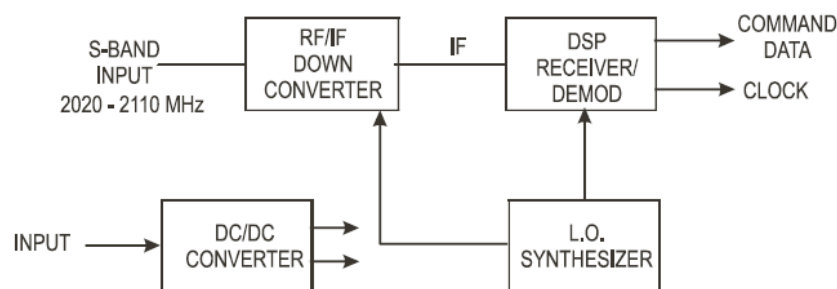 S-BAND
INPUT
2020 - 2110 MHz
RF/IF
DOWN
CONVERTER
IF
DSP
RECEIVER/
DEMOD
COMMAND
DATA
CLOCK
INPUT
DC/DC
CONVERTER
L.O.
SYNTHESIZER